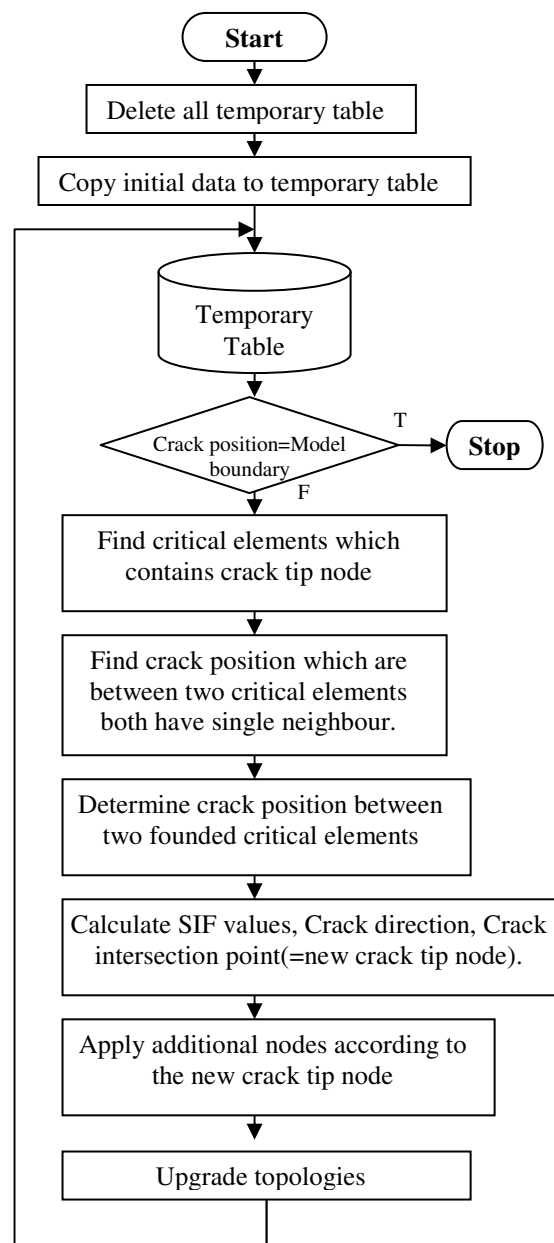 Start
Delete all temporary table
Copy initial data to temporary table
Temporary
Table
T
Crack position=Model
boundary
Stop
F
Find critical elements which
contains crack tip node
Find crack position which are
between two critical elements
both have single neighbour.
Determine crack position between
two founded critical elements
Calculate SIF values, Crack direction, Crack
intersection point(=new crack tip node).
Apply additional nodes according to
the new crack tip node
Upgrade topologies